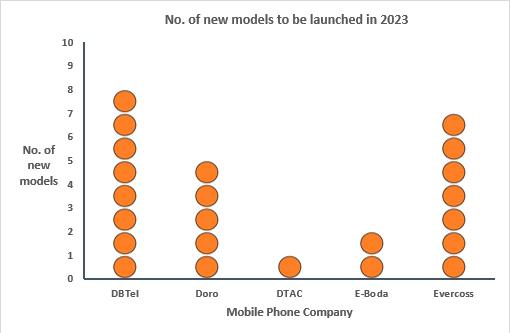 No. of new models to be launched in 2023
10
9
8
7
6
5
4
3
2
1
0
No. of
new
models
DBTel Doro DTAC E-Boda Evercoss
Mobile Phone Company